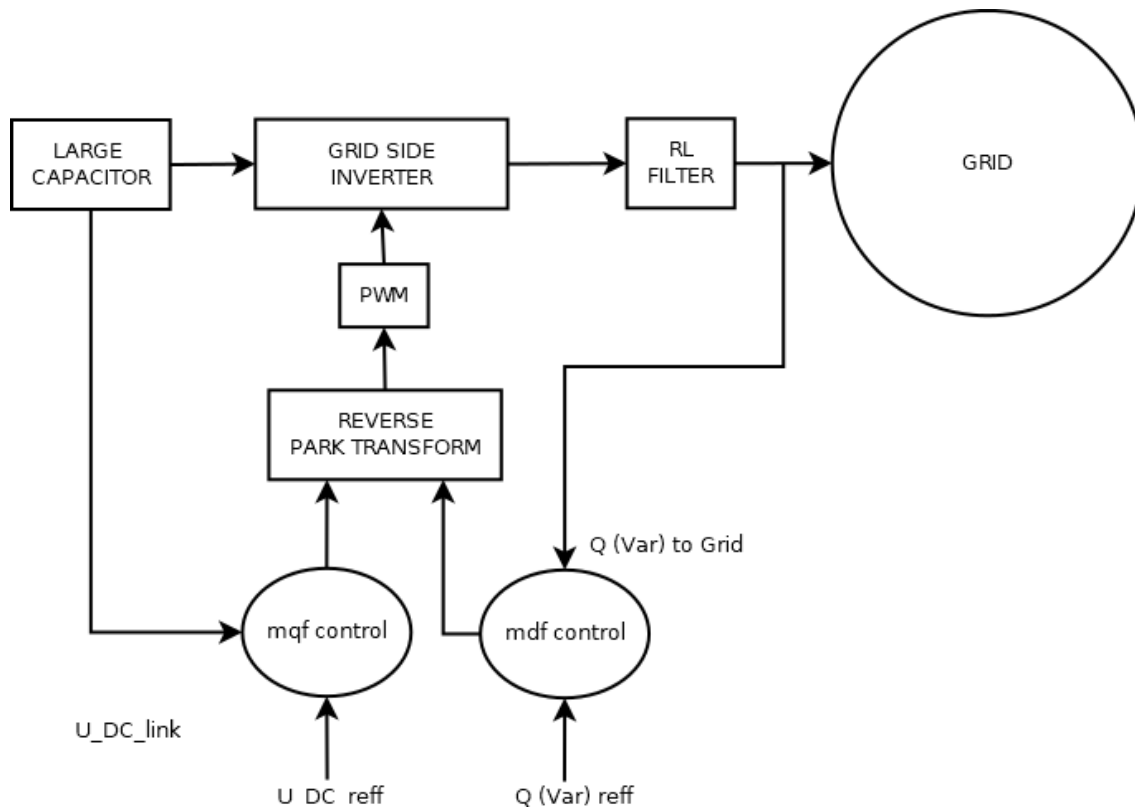 LARGE
CAPACITOR
GRID SIDE
INVERTER
RL
FILTER
GRID
PWM
REVERSE
PARK TRANSFORM
Q (Var) to Grid
mqf control
mdf control
U_DC_link
U_DC_reff
Q (Var) reff